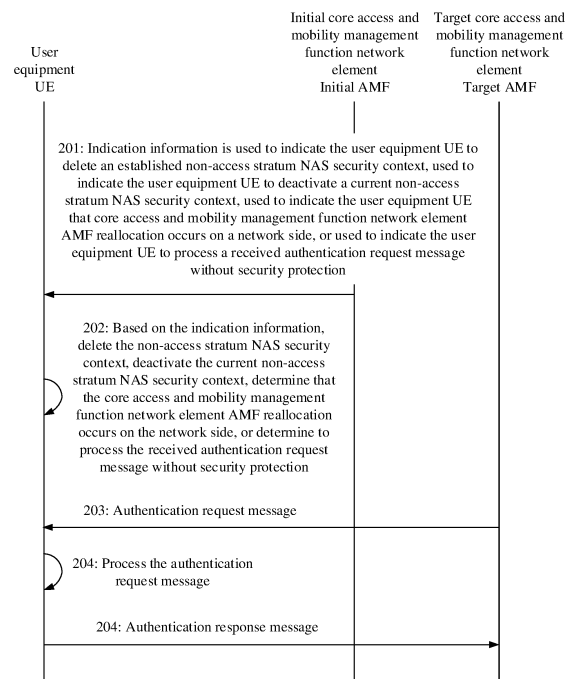 User
equipment
UE
Initial core access and
mobility management
function network
element
Initial AMF
Target core access and
mobility management
function network
element
Target AMF
201: Indication information is used to indicate the user equipment UE to
delete an established non-access stratum NAS security context, used to
indicate the user equipment UE to deactivate a current non-access
stratum NAS security context, used to indicate the user equipment UE
that core access and mobility management function network element
AMF reallocation occurs on a network side, or used to indicate the user
equipment UE to process a received authentication request message
without security protection
202: Based on the indication information,
delete the non-access stratum NAS security
context, deactivate the current non-access
stratum NAS security context, determine that
the core access and mobility management
function network element AMF reallocation
occurs on the network side, or determine to
process the received authentication request
message without security protection
203: Authentication request message
204: Process the authentication
request message
204: Authentication response message